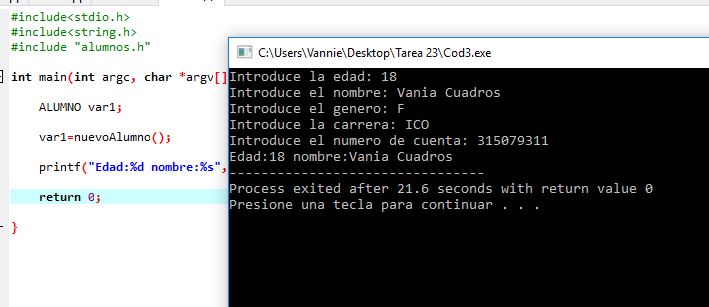 #include<stdio.h>
#include<string.h>
#include "alumnos.h"
int main(int argc, char *argv[]
ALUMNO var1;
var1=nuevoAlumno();
printf("Edad:%d nombre:%s",
return 0;
}
C:\Users\Vannie\Desktop\Tarea 23\Cod3.exe
Introduce la edad: 18
Introduce el nombre: Vania Cuadros
Introduce el genero: F
Introduce la carrera: ICO
Introduce el numero de cuenta: 315079311
Edad:18 nombre:Vania Cuadros
--------------------------------
Process exited after 21.6 seconds with return value 0
Presione una tecla para continuar . . .